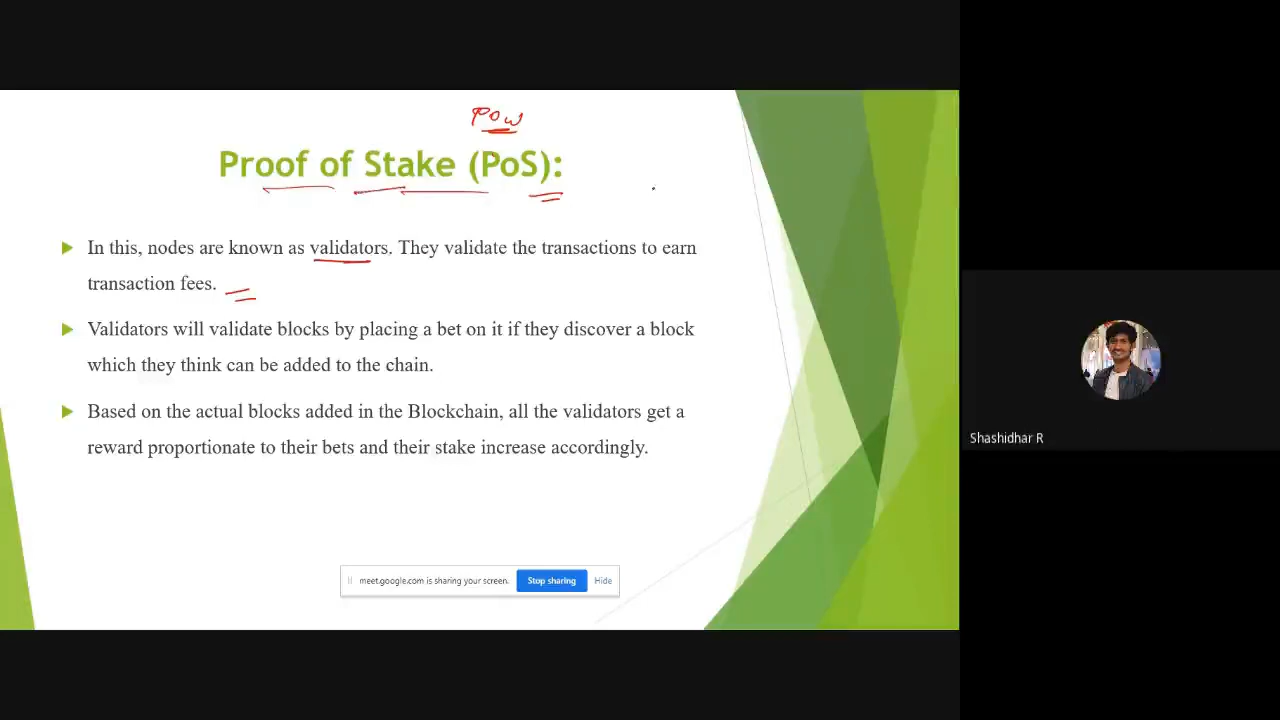 POW
Proof of Stake (PoS):
In this, nodes are known as validators. They validate the transactions to earn
transaction fees.
Validators will validate blocks by placing a bet on it if they discover a block
which they think can be added to the chain.
Based on the actual blocks added in the Blockchain, all the validators get a
reward proportionate to their bets and their stake increase accordingly.
meet.google.com is sharing your screen.
Stop sharing
Hide
Shashidhar R